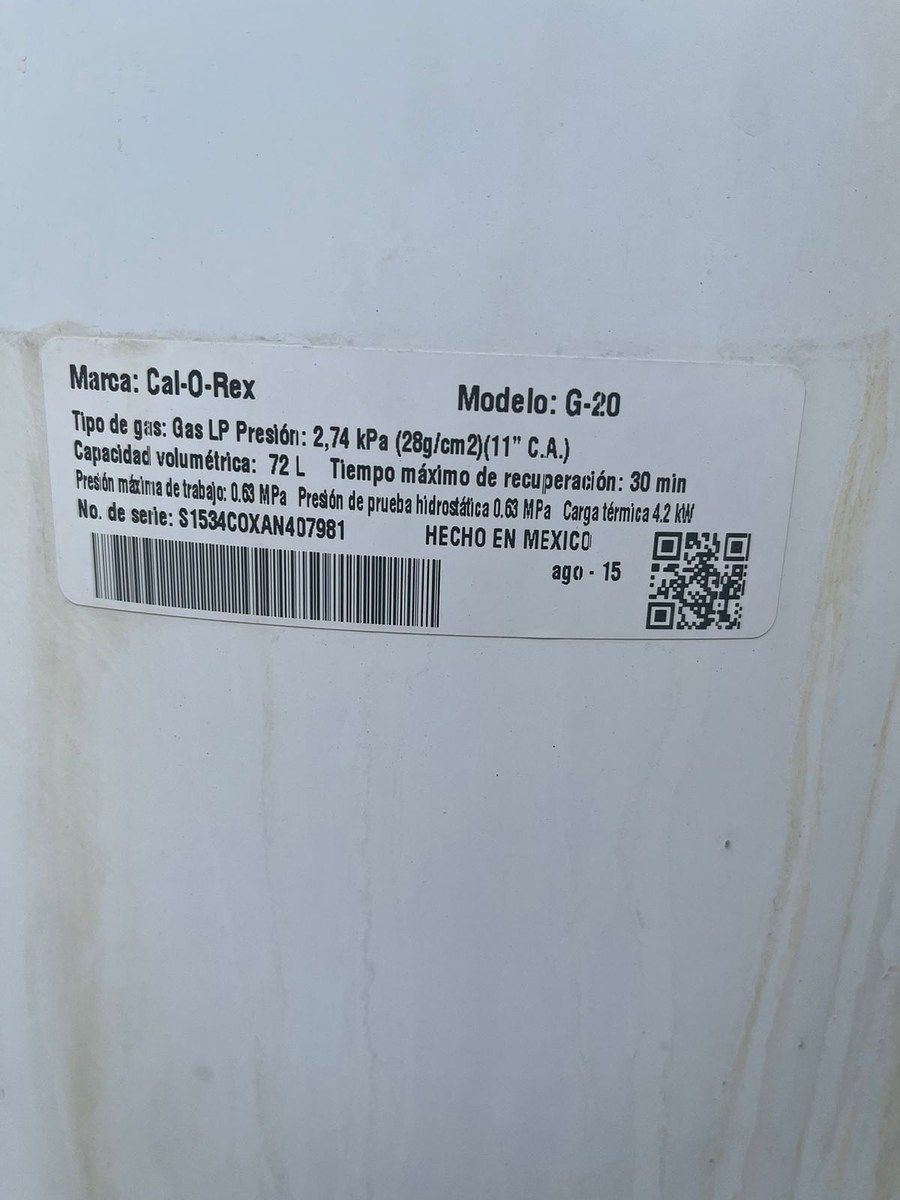 Marca: Cal-O-Rex Modelo: G-20
Tipo de gas: Gas LP Presión: 2,74 kPa (28g/cm2)(11" C.A.)
Capacidad volumétrica: 72 L Tiempo máximo de recuperación: 30 min
Presión máxima de trabajo: 0.63 MPa Presión de prueba hidrostática 0.63 MPa Carga térmica 4.2 kW
No. de serie: S1534COXAN407981 HECHO EN MEXICO
ago - 15